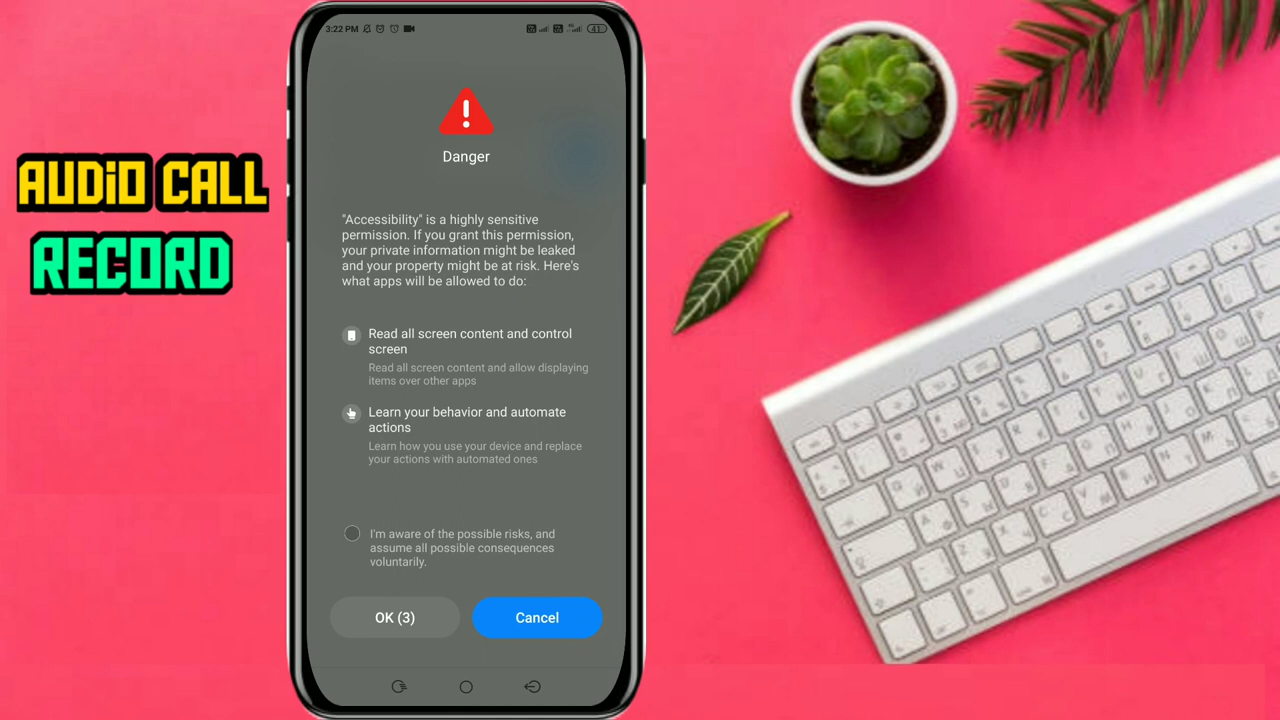 AUDiO CALL
RECORD
3:22 PM
41
Danger
"Accessibility" is a highly sensitive
permission. If you grant this permission,
your private information might be leaked
and your property might be at risk. Here's
what apps will be allowed to do:
Read all screen content and control
screen
Read all screen content and allow displaying
items over other apps
Learn your behavior and automate
actions
Learn how you use your device and replace
your actions with automated ones
I'm aware of the possible risks, and
assume all possible consequences
voluntarily.
OK (3)
Cancel